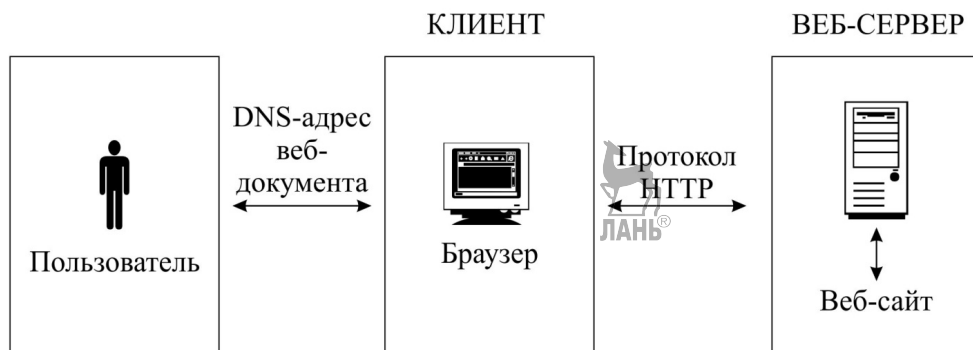 КЛИЕНТ
ВЕБ-СЕРВЕР
DNS-адрес
веб-
документа
Пользователь
Браузер
Протокол
HTTP
ЛАНЬ®
Веб-сайт